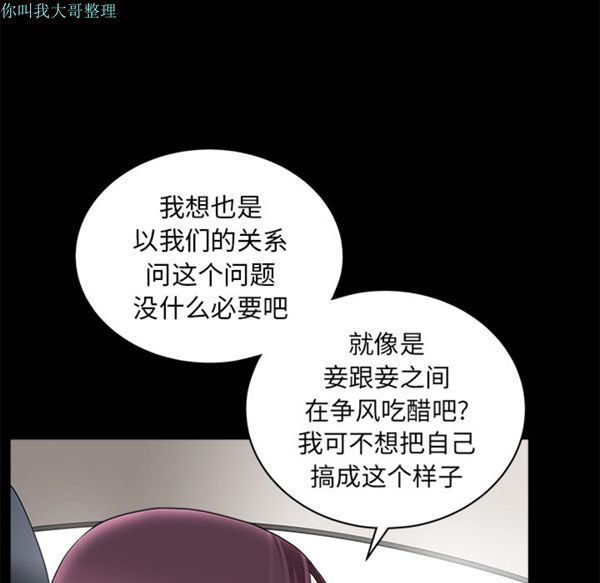 你叫我大哥整理
我想也是
以我们的关系
问这个问题
没什么必要吧
就像是
妾跟妾之间
在争风吃醋吧?
我可不想把自己
搞成这个样子